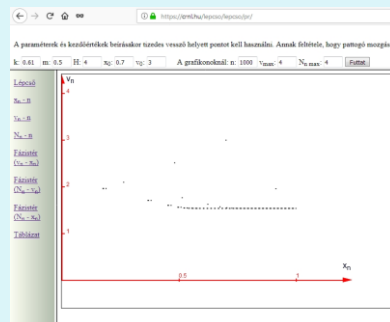 https://zmi.hu/lepcso/lepcso/pr/
A paraméterek és kezdőértékek beírásakor tizedes vessző helyett pontot kell használni. Annak feltétele, hogy pattogó mozgás
k: 0.61 m: 0.5 H: 4 x₀: 0.7 v₀: 3 A grafikonoknál: n: 1000 vmax: 4 Nn max: 4 Futtat
Lépcső
xₙ - n
vₙ - n
Nₙ - n
Fázistér
(vₙ - xₙ)
Fázistér
(Nₙ - vₙ)
Fázistér
(Nₙ - xₙ)
Táblázat
vₙ
4
3
2
1
0.5
1
xₙ